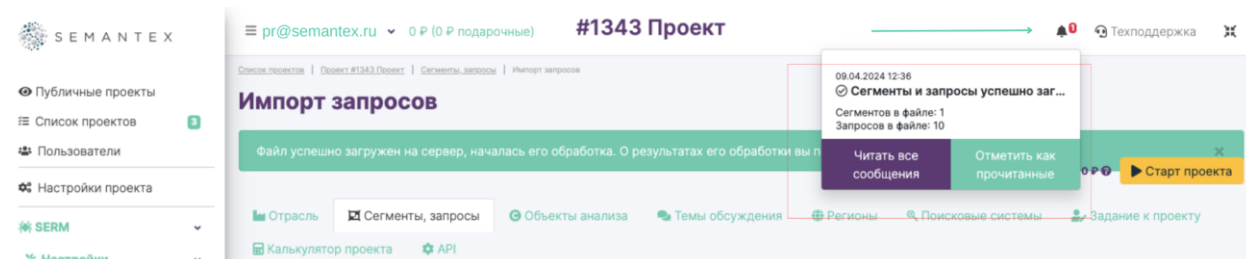 SEMANTEX
pr@semantex.ru 0 ₽ (0 ₽ подарочные) #1343 Проект 1 Техподдержка
Список проектов | Проект #1343 Проект | Сегменты, запросы | Импорт запросов
Импорт запросов
Публичные проекты
Список проектов 3
Пользователи
Настройки проекта
SERM
09.04.2024 12:36
Сегменты и запросы успешно заг...
Сегментов в файле: 1
Запросов в файле: 10
Читать все сообщения
Отметить как прочитанные
Файл успешно загружен на сервер, началась его обработка. О результатах его обработки вы
0 ₽ Старт проекта
Отрасль Сегменты, запросы Объекты анализа Темы обсуждения Регионы Поисковые системы Задание к проекту
Калькулятор проекта API